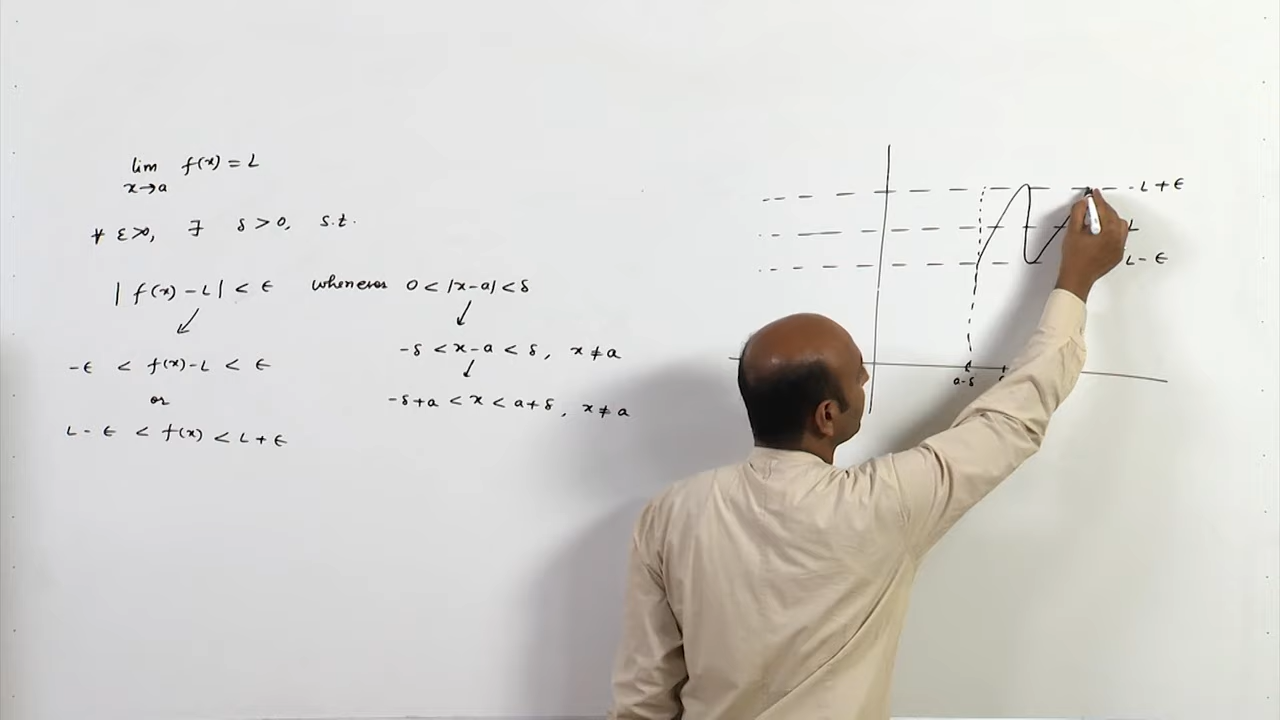 lim f(x) = L
x→a
∀ ε>0, ∃ δ>0, s.t.
| f(x) - L | < ε whenever 0 < |x-a| < δ
-ε < f(x)-L < ε
-δ < x-a < δ, x ≠ a
or
-δ+a < x < a+δ, x ≠ a
L - ε < f(x) < L + ε
L + ε
L
L - ε
a-δ